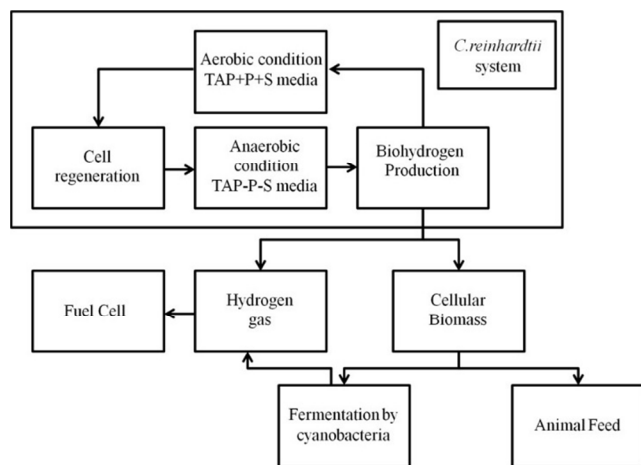 Aerobic condition
TAP+P+S media
C.reinhardtii
system
Cell
regeneration
Anaerobic
condition
TAP-P-S media
Biohydrogen
Production
Fuel Cell
Hydrogen
gas
Cellular
Biomass
Fermentation by
cyanobacteria
Animal Feed